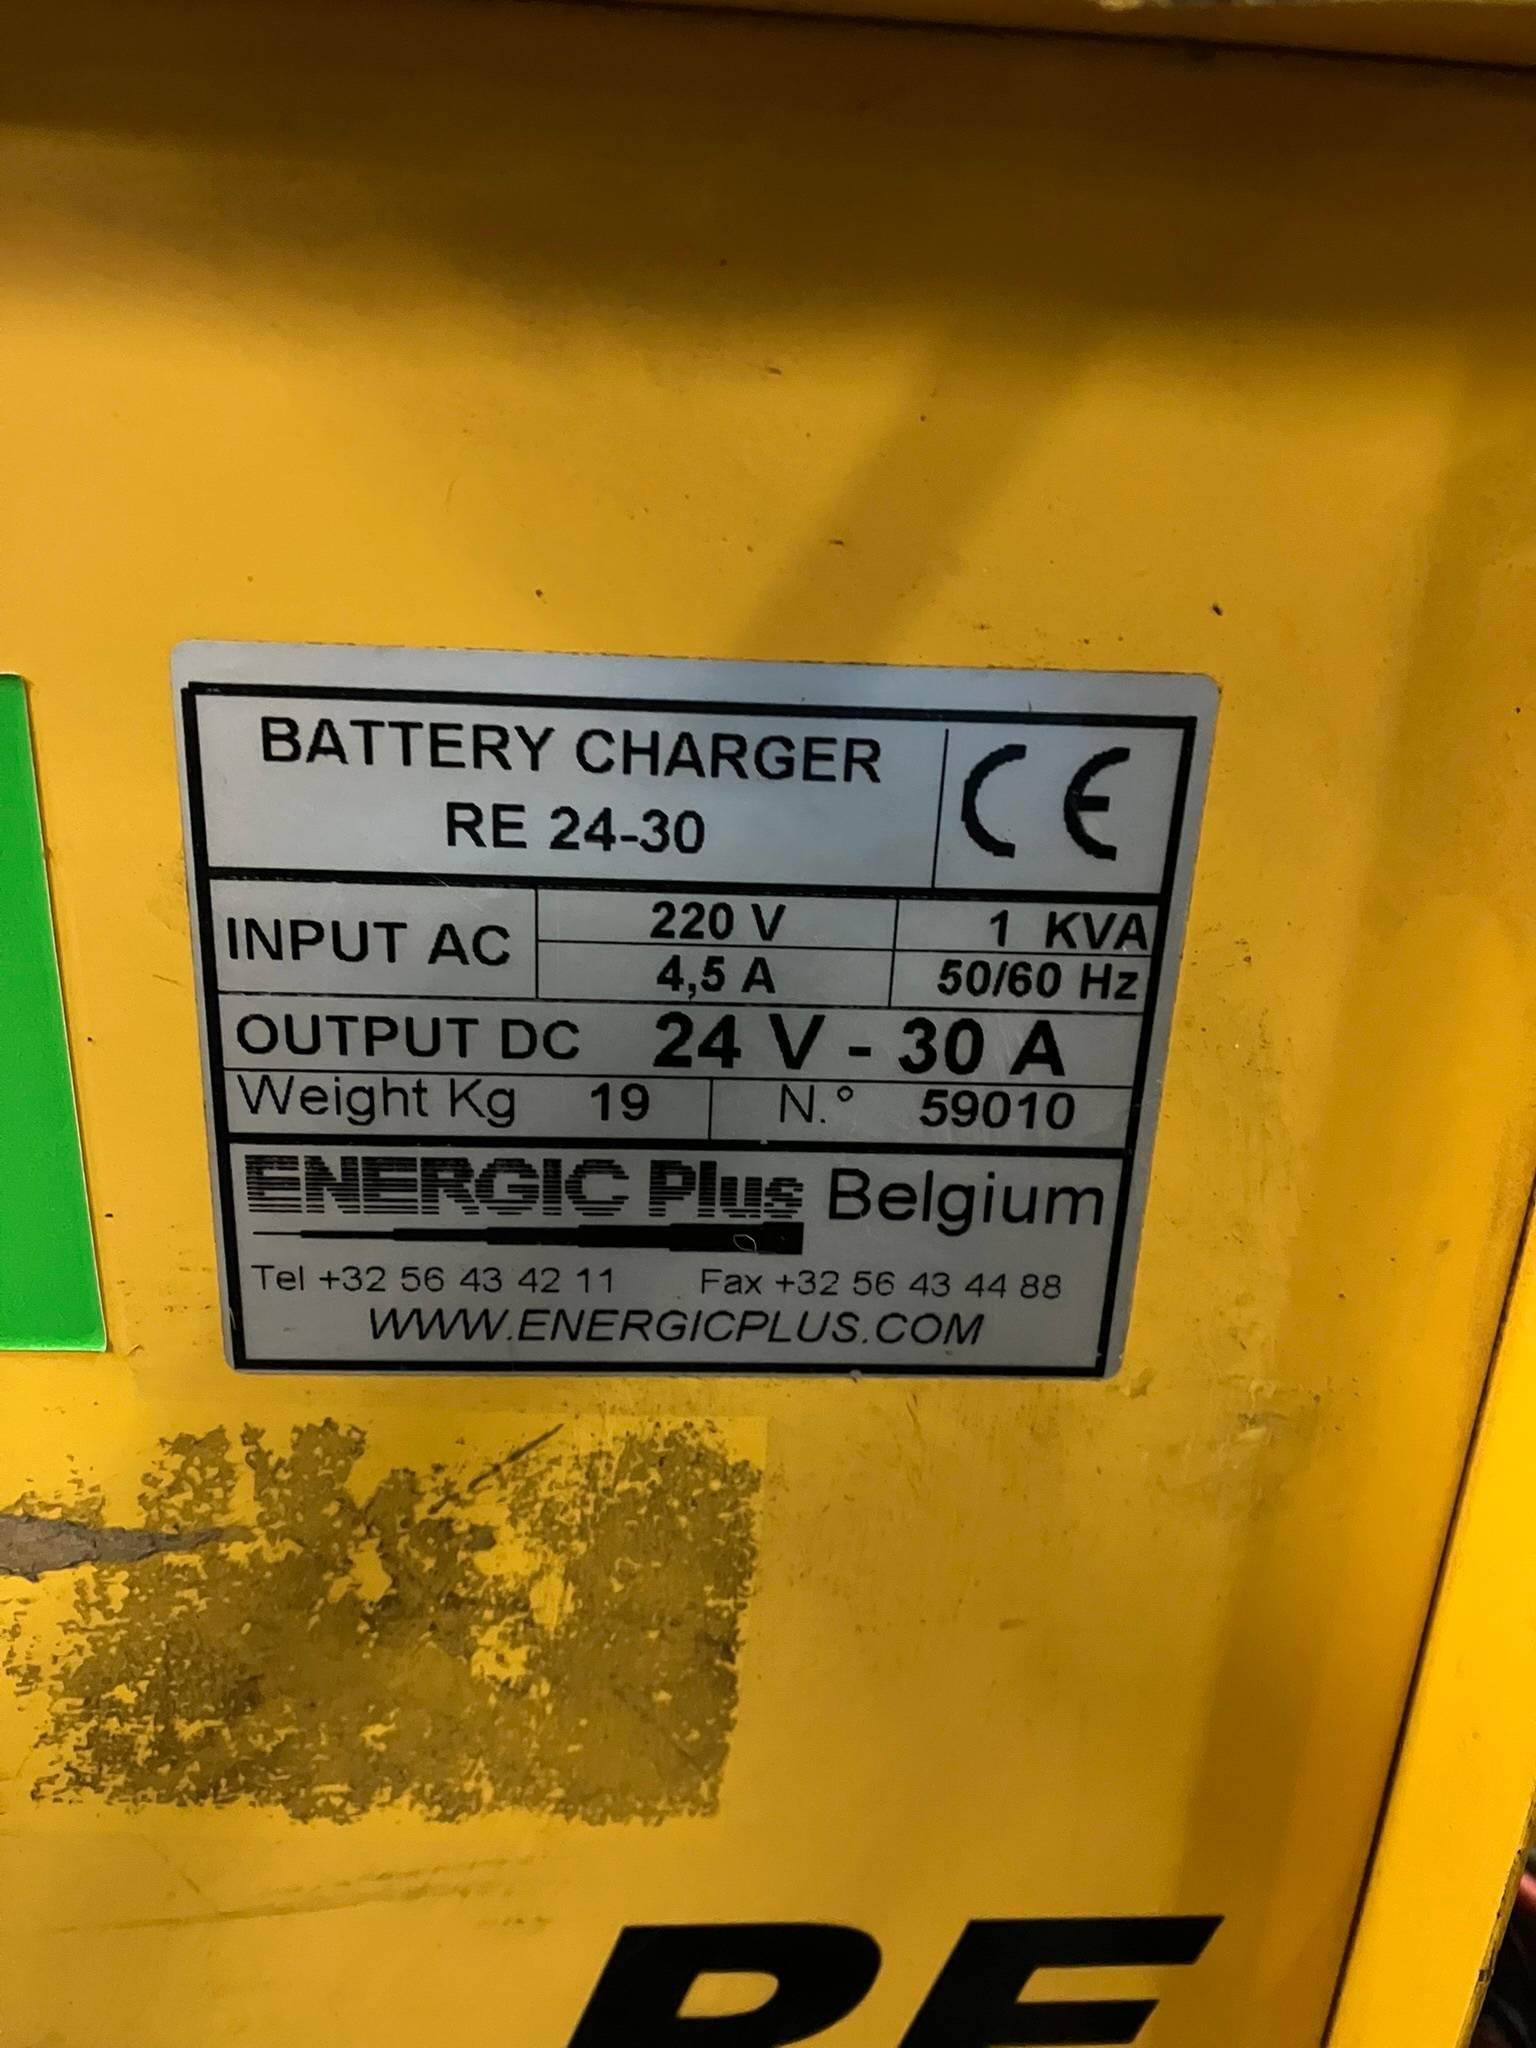 BATTERY CHARGER
RE 24-30
CE
INPUT AC
220 V
1 KVA
4,5 A
50/60 Hz
OUTPUT DC 24 V - 30 A
Weight Kg 19 N.° 59010
ENERGIC Plus Belgium
Tel +32 56 43 42 11 Fax +32 56 43 44 88
WWW.ENERGICPLUS.COM
RE